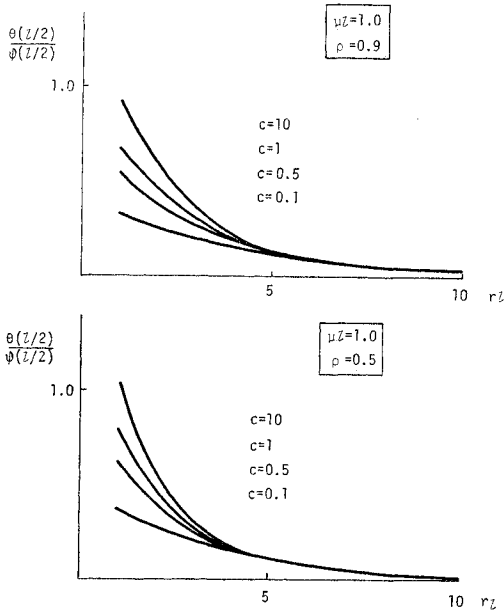 θ(l/2)
φ(l/2)
μl=1.0
ρ =0.9
1.0
c=10
c=1
c=0.5
c=0.1
5
10
rl
θ(l/2)
φ(l/2)
μl=1.0
ρ =0.5
1.0
c=10
c=1
c=0.5
c=0.1
5
10
rl